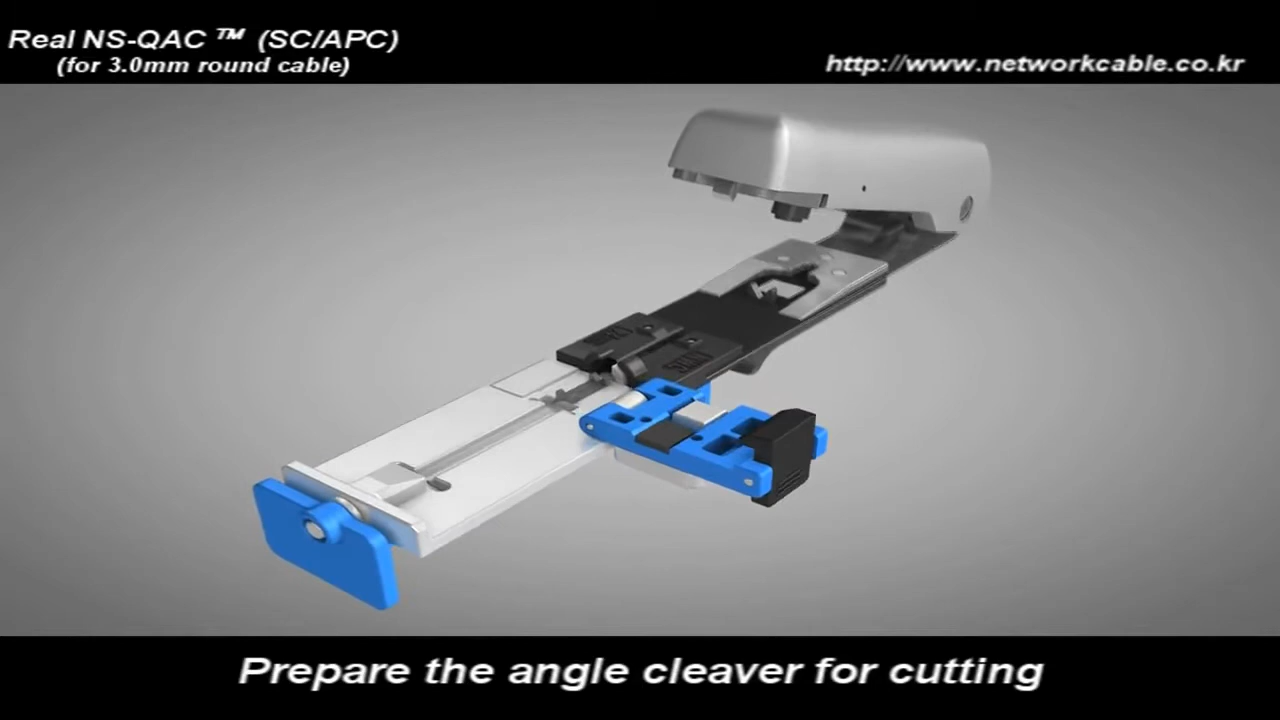 Real NS-QAC ™ (SC/APC)
(for 3.0mm round cable)
http://www.networkcable.co.kr
Prepare the angle cleaver for cutting